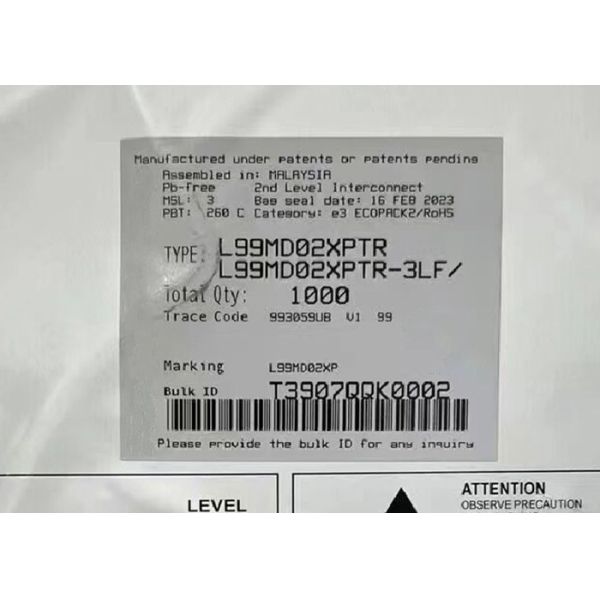 Manufactured under patents or patents pending
Assembled in: MALAYSIA
Pb-free 2nd Level Interconnect
MSL: 3 Bag seal date: 16 FEB 2023
PBT: 260 C Category: e3 ECOPACK2/RoHS
TYPE: L99MD02XPTR
L99MD02XPTR-3LF/
Total Qty: 1000
Trace Code 993059UB V1 99
Marking L99MD02XP
Bulk ID T3907QQK0002
Please provide the bulk ID for any inquiry
LEVEL
ATTENTION
OBSERVE PRECAUTION